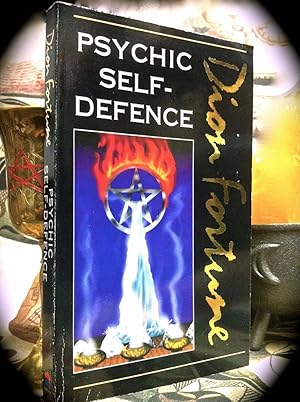 PSYCHIC
SELF-
DEFENCE
Dion Fortune
Dion Fortune
PSYCHIC
SELF-DEFENCE